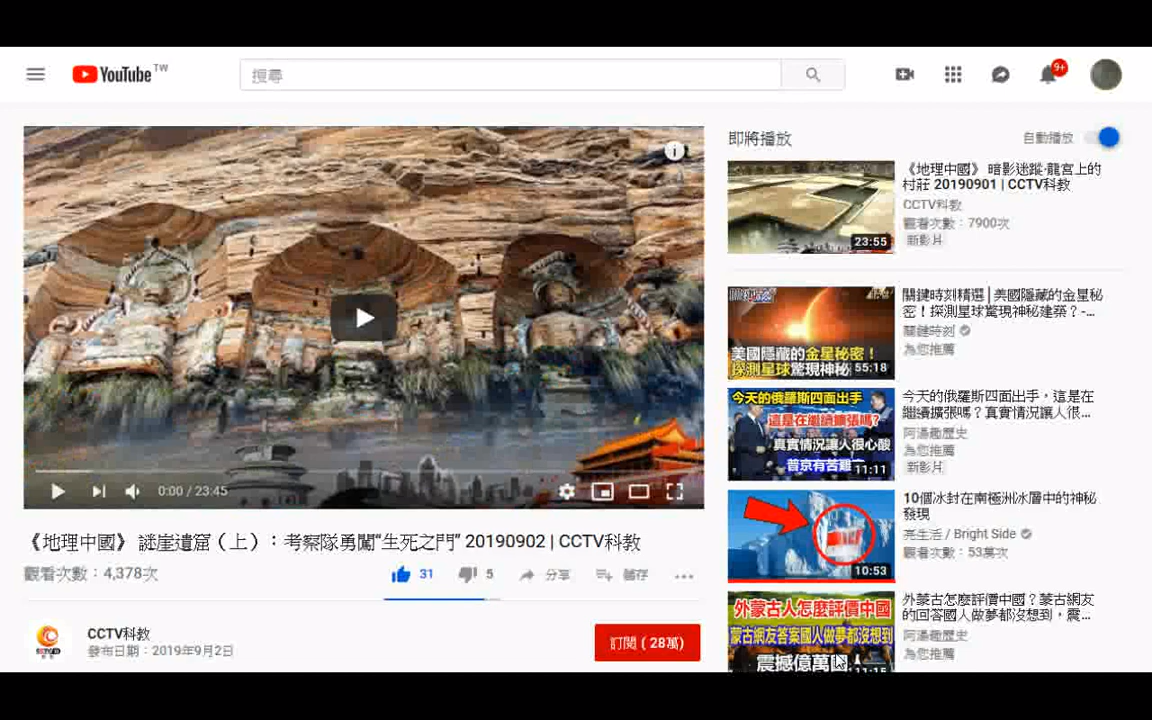 YouTube TW
搜尋
9+
0:00 / 23:45
《地理中國》 謎崖遺窟（上）：考察隊勇闖“生死之門” 20190902 | CCTV科教
觀看次數：4,378次
31
5
分享
儲存
CCTV科教
發布日期：2019年9月2日
訂閱（28萬）
即將播放
自動播放
23:55
《地理中國》 暗影迷蹤·龍宮上的
村莊 20190901 | CCTV科教
CCTV科教
觀看次數：7900次
新影片
關鍵時刻
美國隱藏的金星秘密！
探測星球驚現神秘
55:18
關鍵時刻精選│美國隱藏的金星秘
密！探測星球驚現神秘建築？-...
關鍵時刻
為您推薦
今天的俄羅斯四面出手
這是在繼續擴張嗎?
真實情況讓人很心酸
普京有苦難
11:11
今天的俄羅斯四面出手，這是在
繼續擴張嗎？真實情況讓人很...
阿湯趣歷史
為您推薦
新影片
10:53
10個冰封在南極洲冰層中的神秘
發現
亮生活 / Bright Side
觀看次數：53萬次
外蒙古人怎麼評價中國
蒙古網友答案國人做夢都沒想到
震撼億萬 人
11:15
外蒙古怎麼評價中國？蒙古網友
的回答國人做夢都沒想到，震...
阿湯趣歷史
為您推薦